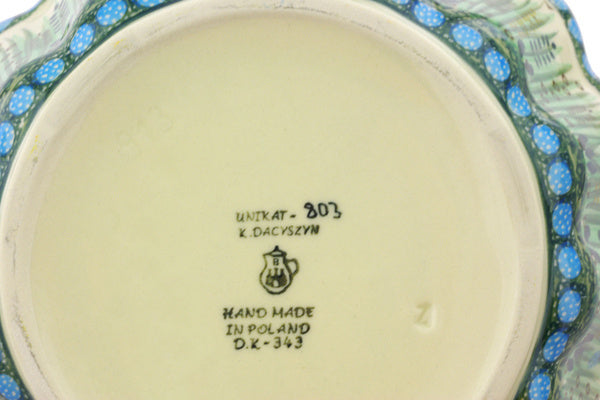 UNIKAT- 803
K.DACYSZYN
HAND MADE
IN POLAND
D.K-343